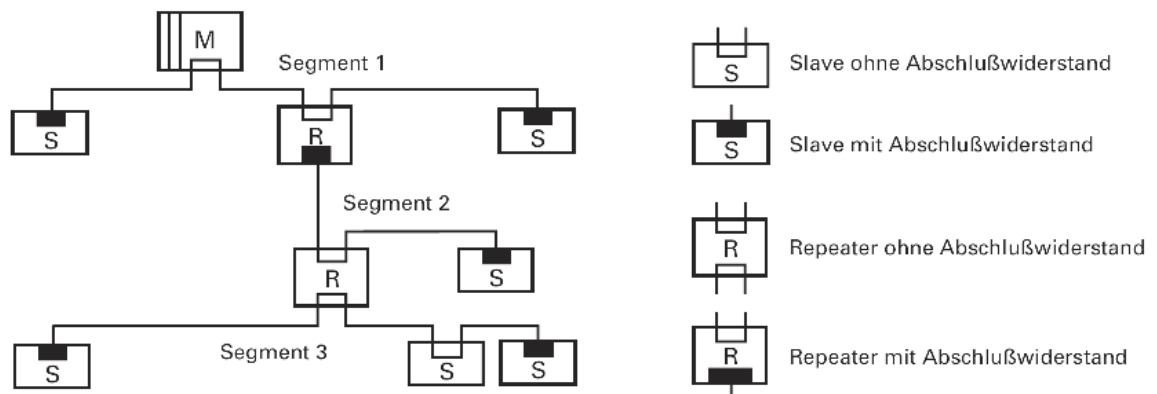 M
Segment 1
S
R
S
Segment 2
R
S
Segment 3
S
S
S
S Slave ohne Abschlußwiderstand
S Slave mit Abschlußwiderstand
R Repeater ohne Abschlußwiderstand
R Repeater mit Abschlußwiderstand